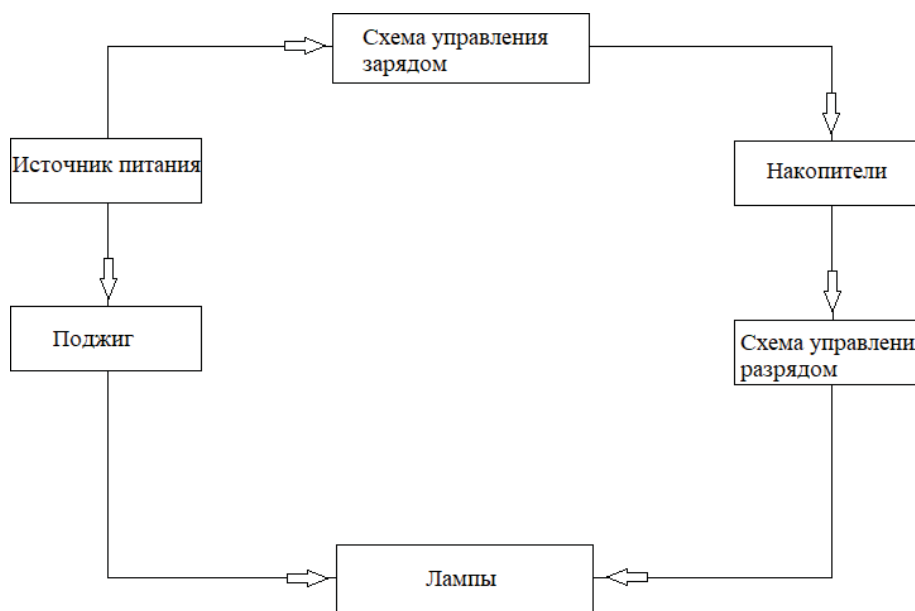 Схема управления
зарядом
Источник питания
Накопители
Поджиг
Схема управлени
разрядом
Лампы